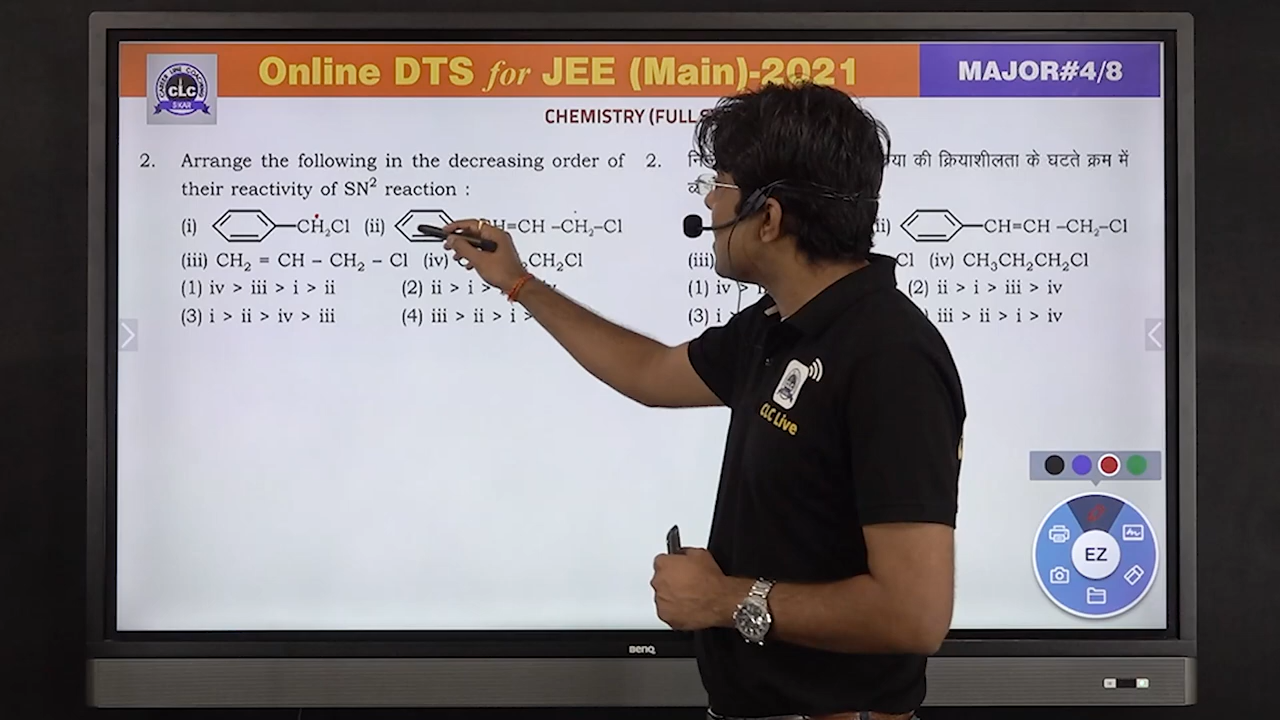 Online DTS for JEE (Main)-2021
MAJOR#4/8
CLC
SIKAR
CHEMISTRY (FULL
2. Arrange the following in the decreasing order of
their reactivity of SN² reaction :
(i) CH₂Cl (ii) CH=CH –CH₂–Cl
(iii) CH₂ = CH – CH₂ – Cl (iv) CH₂Cl
(1) iv > iii > i > ii (2) ii > i >
(3) i > ii > iv > iii (4) iii > ii > i >
2. की क्रियाशीलता के घटते क्रम में
CH=CH –CH₂–Cl
(iii) Cl (iv) CH₃CH₂CH₂Cl
(1) iv > (2) ii > i > iii > iv
(3) i > iii > ii > i > iv
CLC Live
EZ
BenQ